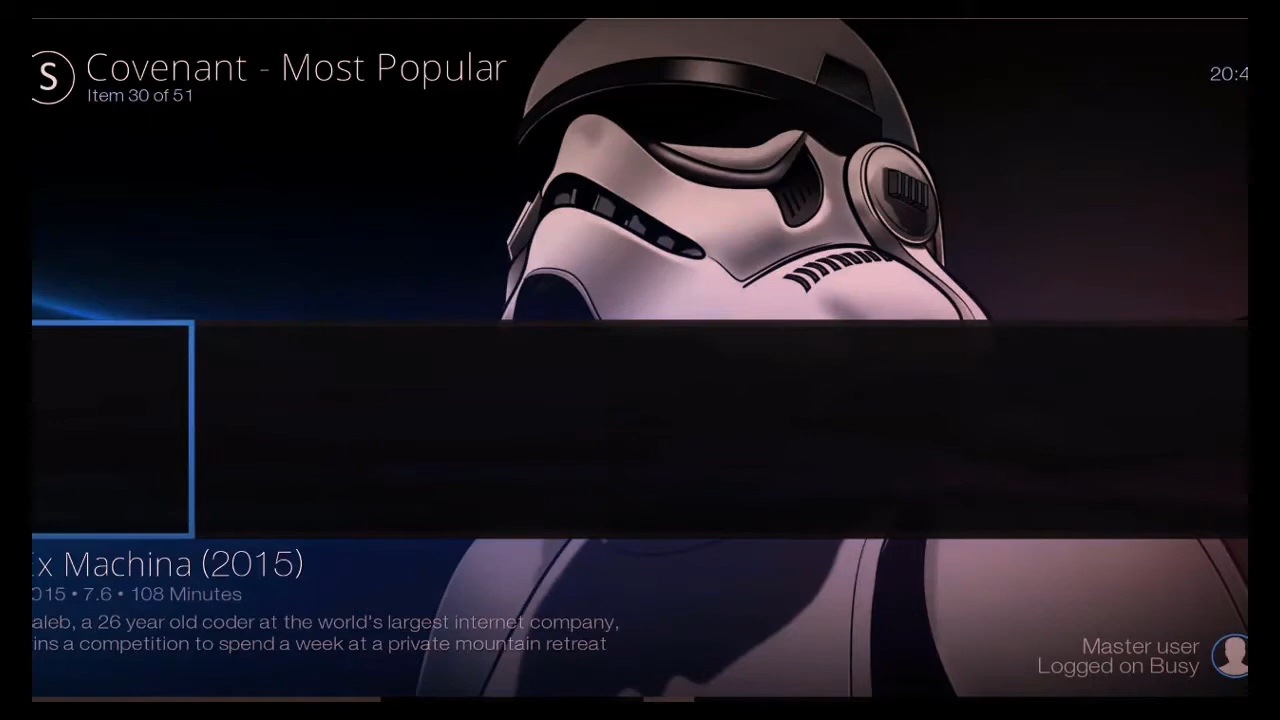 S
Covenant - Most Popular
Item 30 of 51
20:4
x Machina (2015)
015 • 7.6 • 108 Minutes
aleb, a 26 year old coder at the world's largest internet company,
ins a competition to spend a week at a private mountain retreat
Master user
Logged on Busy